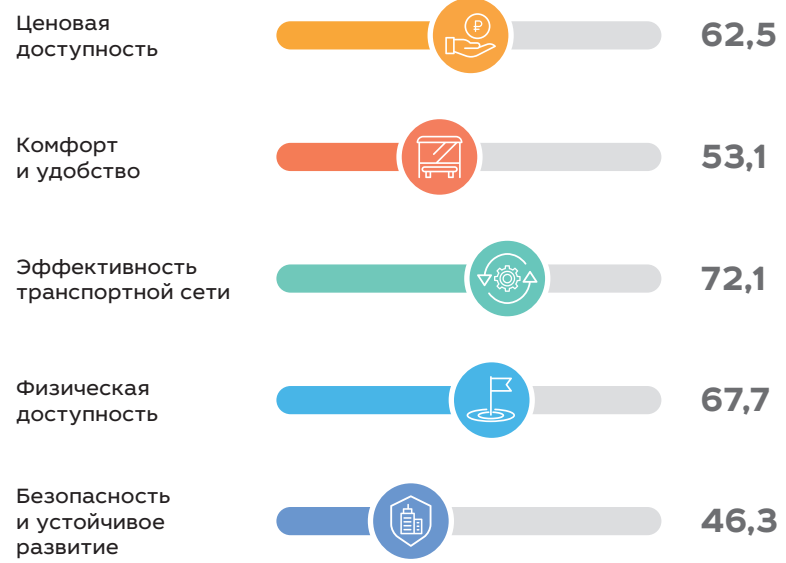 Ценовая
доступность
62,5
Комфорт
и удобство
53,1
Эффективность
транспортной сети
72,1
Физическая
доступность
67,7
Безопасность
и устойчивое
развитие
46,3